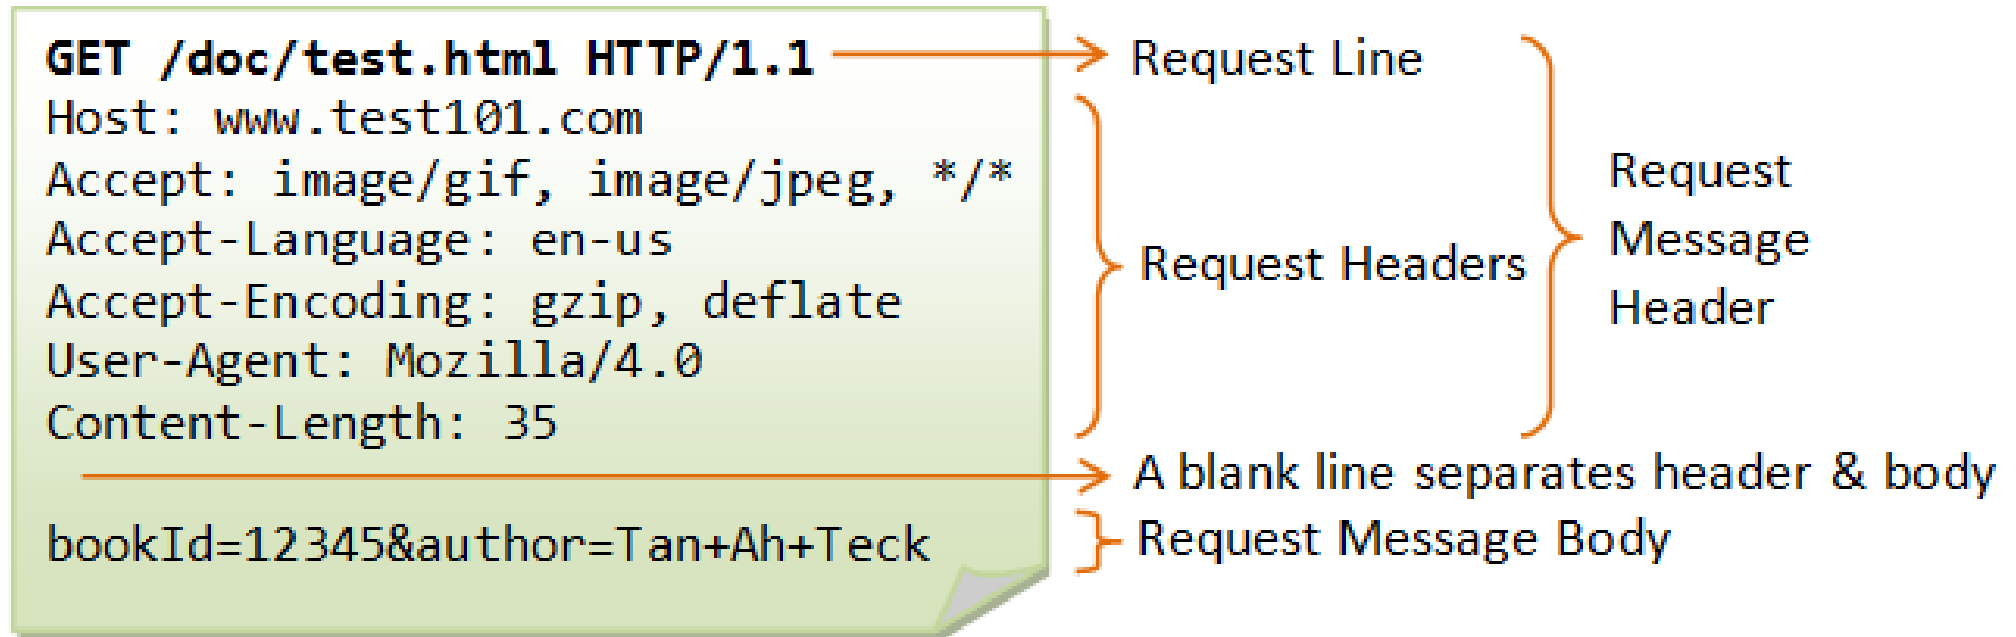 GET /doc/test.html HTTP/1.1
Host: www.test101.com
Accept: image/gif, image/jpeg, */*
Accept-Language: en-us
Accept-Encoding: gzip, deflate
User-Agent: Mozilla/4.0
Content-Length: 35
bookId=12345&author=Tan+Ah+Teck
Request Line
Request Headers
Request
Message
Header
A blank line separates header & body
Request Message Body